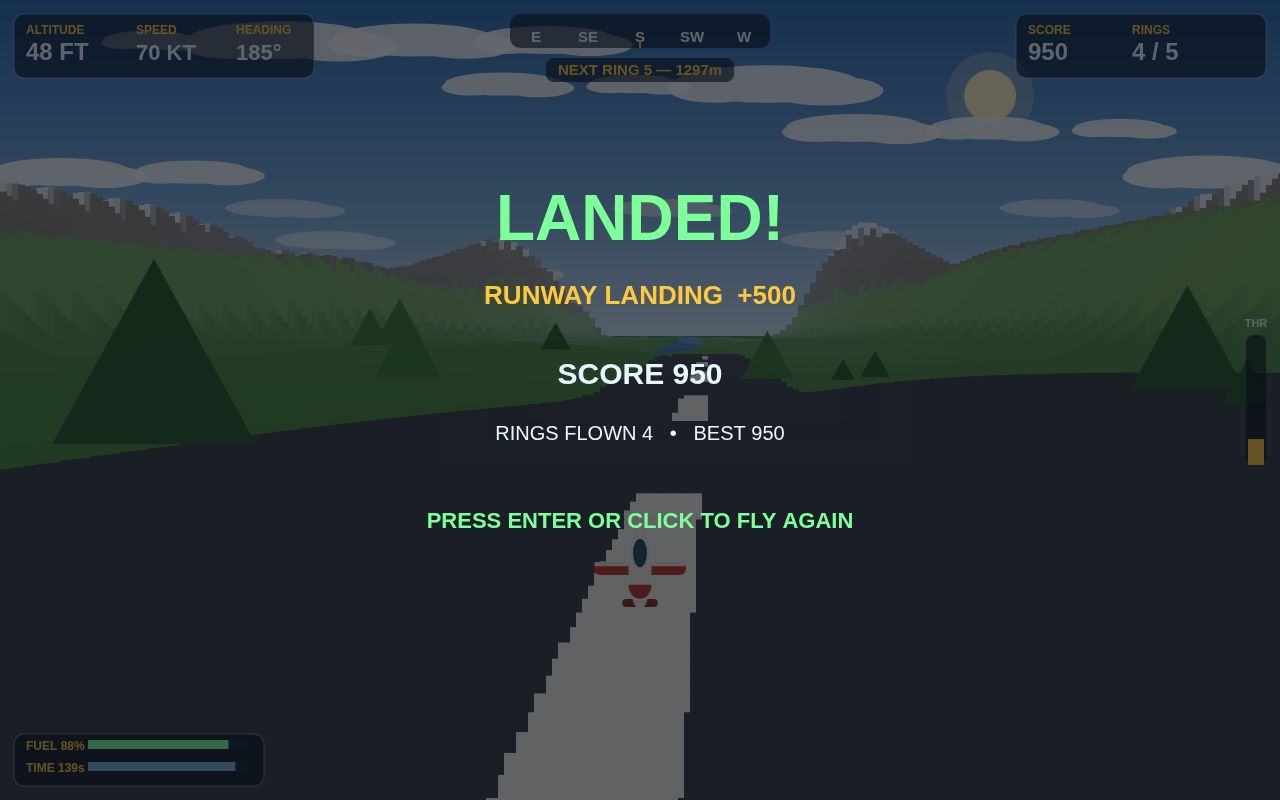 ALTITUDE SPEED HEADING
48 FT 70 KT 185°
E SE S SW W
NEXT RING 5 — 1297m
SCORE RINGS
950 4 / 5
LANDED!
RUNWAY LANDING +500
THR
SCORE 950
RINGS FLOWN 4 • BEST 950
PRESS ENTER OR CLICK TO FLY AGAIN
FUEL 88%
TIME 139s